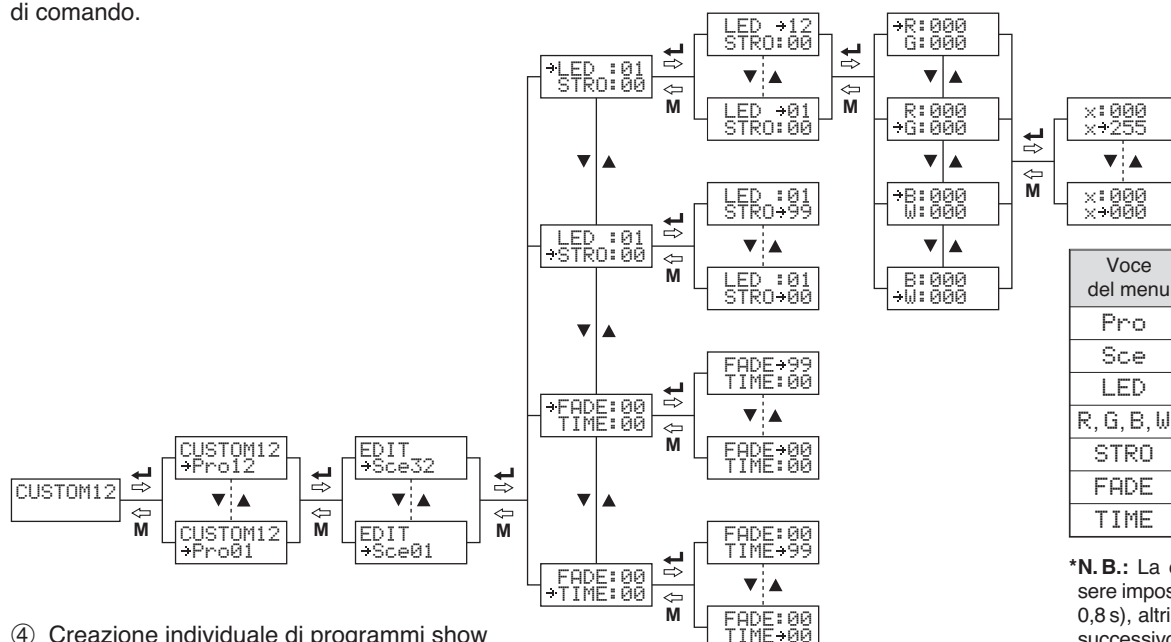 di comando.
CUSTOM12
CUSTOM12
→Pro12
▼ ▲
CUSTOM12
→Pro01
M
EDIT
→Sce32
▼ ▲
EDIT
→Sce01
M
M
→LED :01
STRO:00
▼ ▲
LED :01
→STRO:00
▼ ▲
→FADE:00
TIME:00
▼ ▲
FADE:00
→TIME:00
M
LED →12
STRO:00
▼ ▲
LED →01
STRO:00
M
LED :01
STRO→99
▼ ▲
LED :01
STRO→00
M
FADE→99
TIME:00
▼ ▲
FADE→00
TIME:00
M
FADE:00
TIME→99
▼ ▲
FADE:00
TIME→00
M
→R:000
G:000
▼ ▲
R:000
→G:000
▼ ▲
→B:000
W:000
▼ ▲
B:000
→W:000
M
x:000
x→255
▼ ▲
x:000
x→000
Voce
del menu
Pro
Sce
LED
R,G,B,W
STRO
FADE
TIME
*N. B.: La
sere impos
0,8 s), altri
successivo
④ Creazione individuale di programmi show